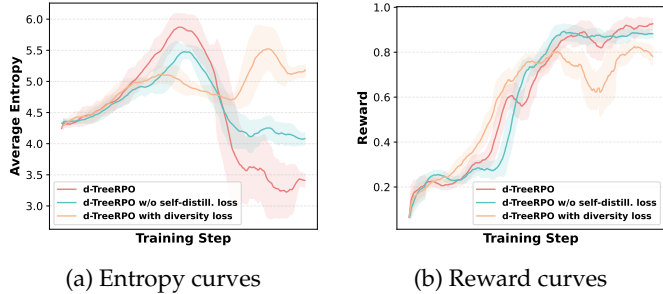 6.0
5.5
5.0
4.5
4.0
3.5
3.0
Average Entropy
d-TreeRPO
d-TreeRPO w/o self-distill. loss
d-TreeRPO with diversity loss
Training Step
(a) Entropy curves
1.0
0.8
0.6
0.4
0.2
Reward
d-TreeRPO
d-TreeRPO w/o self-distill. loss
d-TreeRPO with diversity loss
Training Step
(b) Reward curves